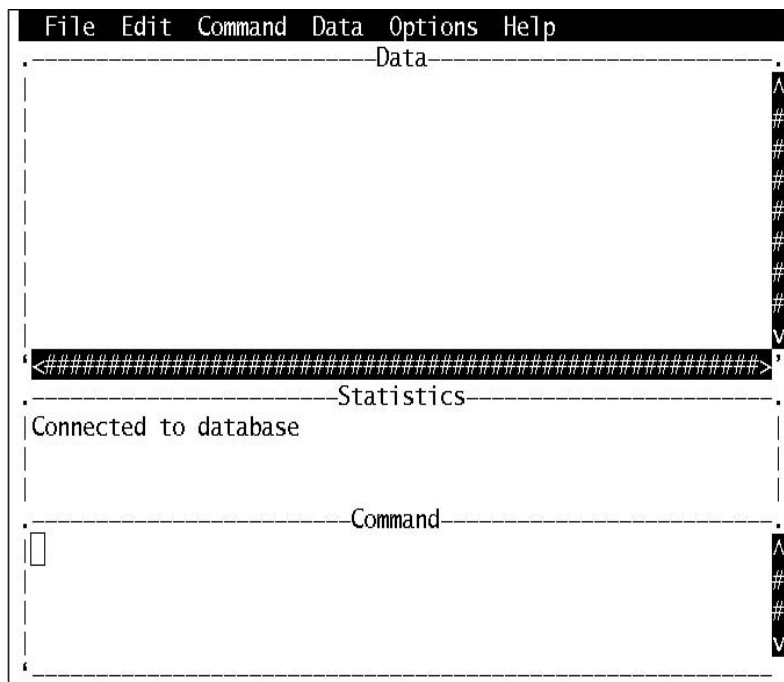 File Edit Command Data Options Help
Data
Statistics
Connected to database
Command